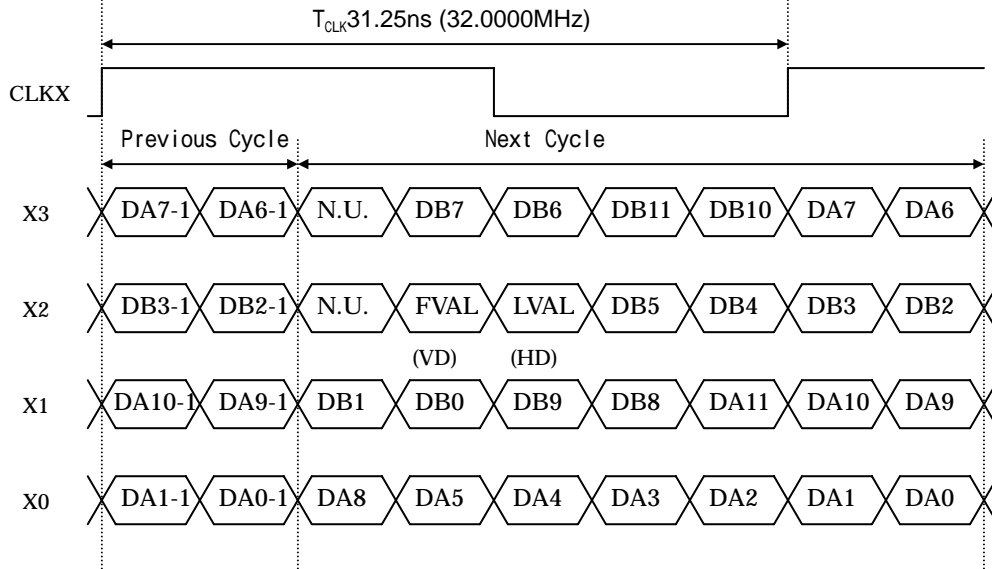 TCLK31.25ns (32.0000MHz)
CLKX
Previous Cycle Next Cycle
X3 DA7-1 DA6-1 N.U. DB7 DB6 DB11 DB10 DA7 DA6
X2 DB3-1 DB2-1 N.U. FVAL LVAL DB5 DB4 DB3 DB2
(VD) (HD)
X1 DA10-1 DA9-1 DB1 DB0 DB9 DB8 DA11 DA10 DA9
X0 DA1-1 DA0-1 DA8 DA5 DA4 DA3 DA2 DA1 DA0